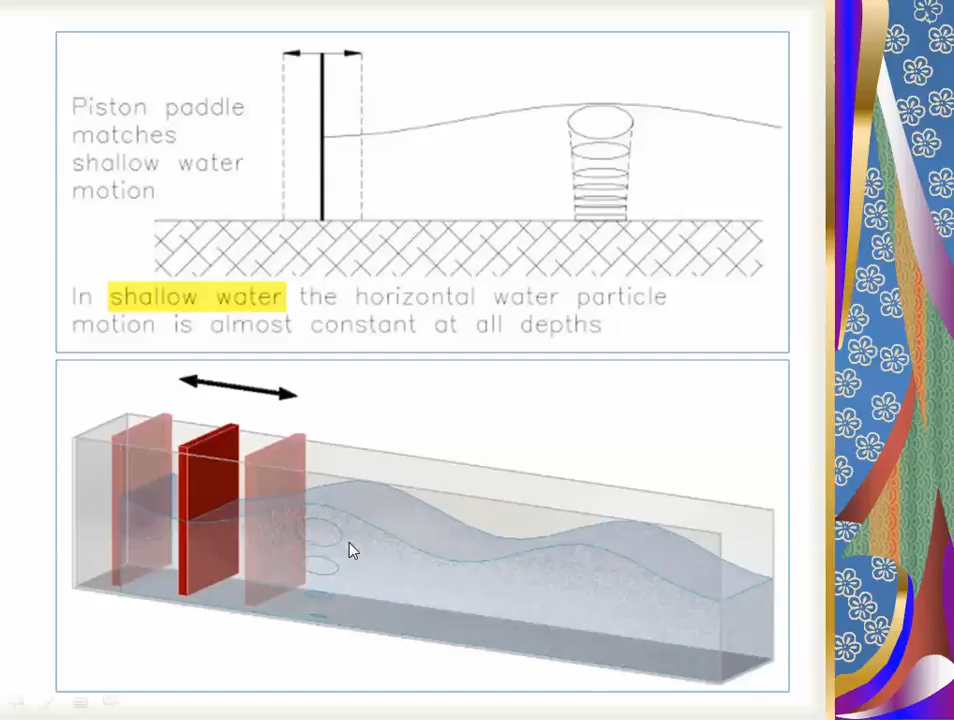 Piston paddle
matches
shallow water
motion
In shallow water the horizontal water particle
motion is almost constant at all depths